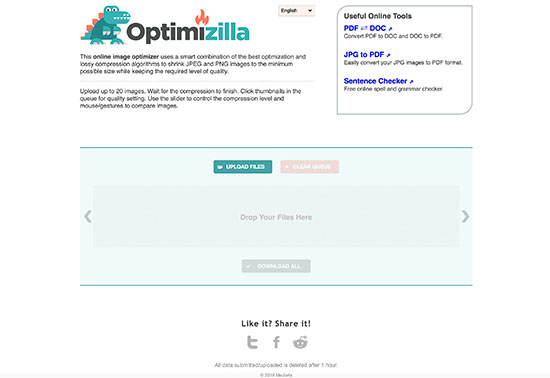 Optimizilla
English
This online image optimizer uses a smart combination of the best optimization and
lossy compression algorithms to shrink JPEG and PNG images to the minimum
possible size while keeping the required level of quality.
Upload up to 20 images. Wait for the compression to finish. Click thumbnails in the
queue for quality setting. Use the slider to control the compression level and
mouse/gestures to compare images.
Useful Online Tools
PDF ⇄ DOC
Convert PDF to DOC and DOC to PDF.
JPG to PDF
Easily convert your JPG images to PDF format.
Sentence Checker
Free online spell and grammar checker
UPLOAD FILES
CLEAR QUEUE
Drop Your Files Here
DOWNLOAD ALL
Like it? Share it!
All data submitted/uploaded is deleted after 1 hour.